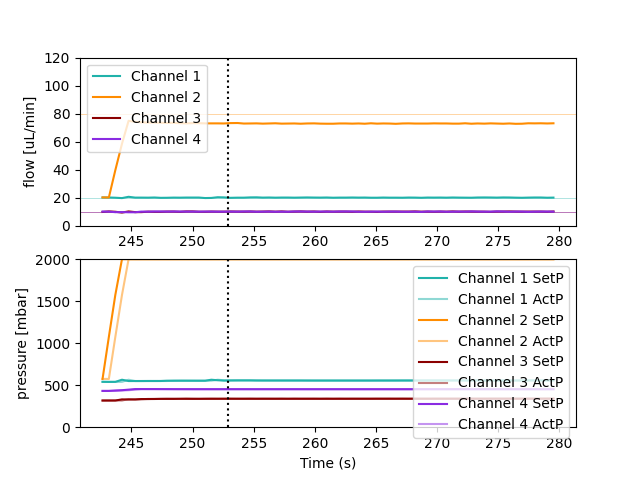 120
100
80
60
40
20
0
flow [uL/min]
Channel 1
Channel 2
Channel 3
Channel 4
245 250 255 260 265 270 275 280
2000
1500
1000
500
0
pressure [mbar]
Channel 1 SetP
Channel 1 ActP
Channel 2 SetP
Channel 2 ActP
Channel 3 SetP
Channel 3 ActP
Channel 4 SetP
Channel 4 ActP
245 250 255 260 265 270 275 280
Time (s)